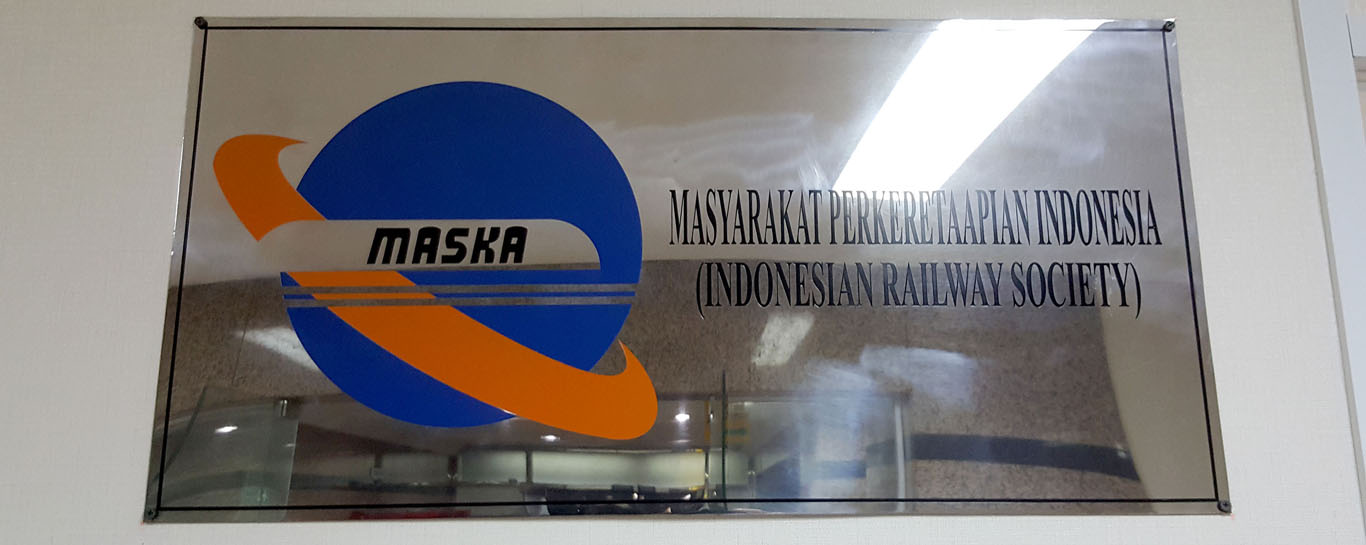 MASKA
MASYARAKAT PERKERETAAPIAN INDONESIA
(INDONESIAN RAILWAY SOCIETY)